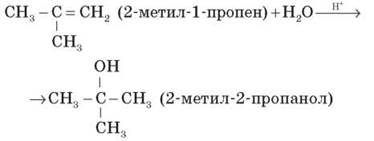 CH₃ – C = CH₂ (2-метил-1-пропен) + H₂O —H⁺→
CH₃
OH
→ CH₃ – C – CH₃ (2-метил-2-пропанол)
CH₃